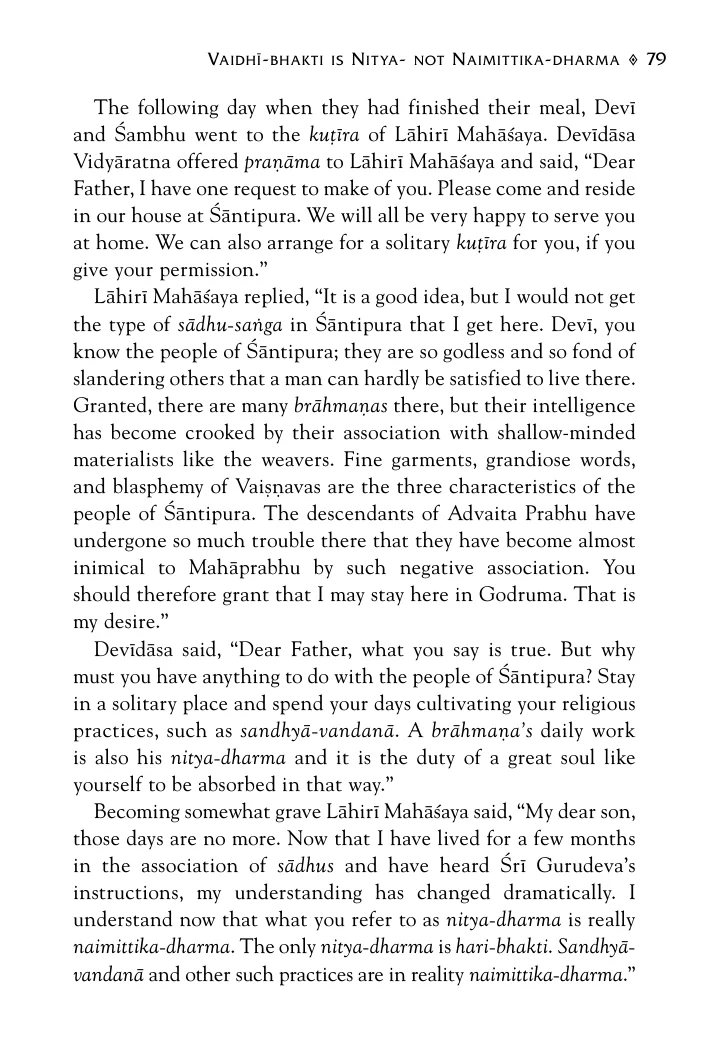 VAIDHĪ-BHAKTI IS NITYA- NOT NAIMITTIKA-DHARMA ◈ 79
The following day when they had finished their meal, Devī
and Śambhu went to the kuṭīra of Lāhirī Mahāśaya. Devīdāsa
Vidyāratna offered praṇāma to Lāhirī Mahāśaya and said, “Dear
Father, I have one request to make of you. Please come and reside
in our house at Śāntipura. We will all be very happy to serve you
at home. We can also arrange for a solitary kuṭīra for you, if you
give your permission.”
Lāhirī Mahāśaya replied, “It is a good idea, but I would not get
the type of sādhu-saṅga in Śāntipura that I get here. Devī, you
know the people of Śāntipura; they are so godless and so fond of
slandering others that a man can hardly be satisfied to live there.
Granted, there are many brāhmaṇas there, but their intelligence
has become crooked by their association with shallow-minded
materialists like the weavers. Fine garments, grandiose words,
and blasphemy of Vaiṣṇavas are the three characteristics of the
people of Śāntipura. The descendants of Advaita Prabhu have
undergone so much trouble there that they have become almost
inimical to Mahāprabhu by such negative association. You
should therefore grant that I may stay here in Godruma. That is
my desire.”
Devīdāsa said, “Dear Father, what you say is true. But why
must you have anything to do with the people of Śāntipura? Stay
in a solitary place and spend your days cultivating your religious
practices, such as sandhyā-vandanā. A brāhmaṇa’s daily work
is also his nitya-dharma and it is the duty of a great soul like
yourself to be absorbed in that way.”
Becoming somewhat grave Lāhirī Mahāśaya said, “My dear son,
those days are no more. Now that I have lived for a few months
in the association of sādhus and have heard Śrī Gurudeva’s
instructions, my understanding has changed dramatically. I
understand now that what you refer to as nitya-dharma is really
naimittika-dharma. The only nitya-dharma is hari-bhakti. Sandhyā-
vandanā and other such practices are in reality naimittika-dharma.”